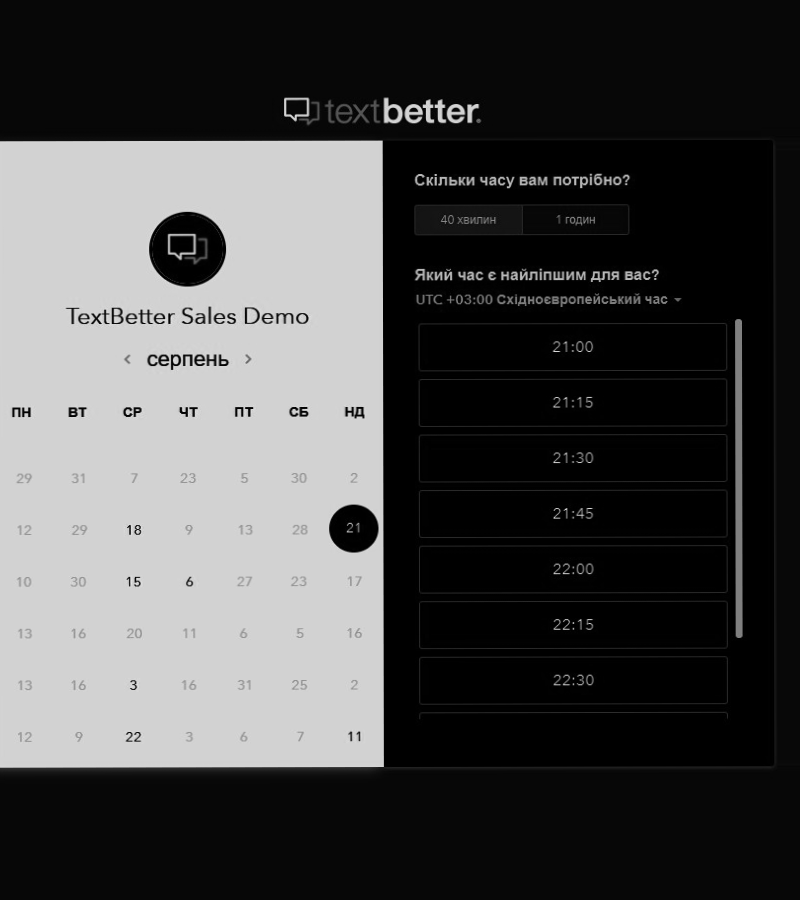 textbetter.
TextBetter Sales Demo
серпень
ПН ВТ СР ЧТ ПТ СБ НД
29 31 7 23 5 30 2
12 29 18 9 13 28 21
10 30 15 6 27 23 17
13 16 20 11 6 5 16
13 16 3 16 31 25 2
12 9 22 3 6 7 11
Скільки часу вам потрібно?
40 хвилин 1 годин
Який час є найліпшим для вас?
UTC +03:00 Східноєвропейський час
21:00
21:15
21:30
21:45
22:00
22:15
22:30